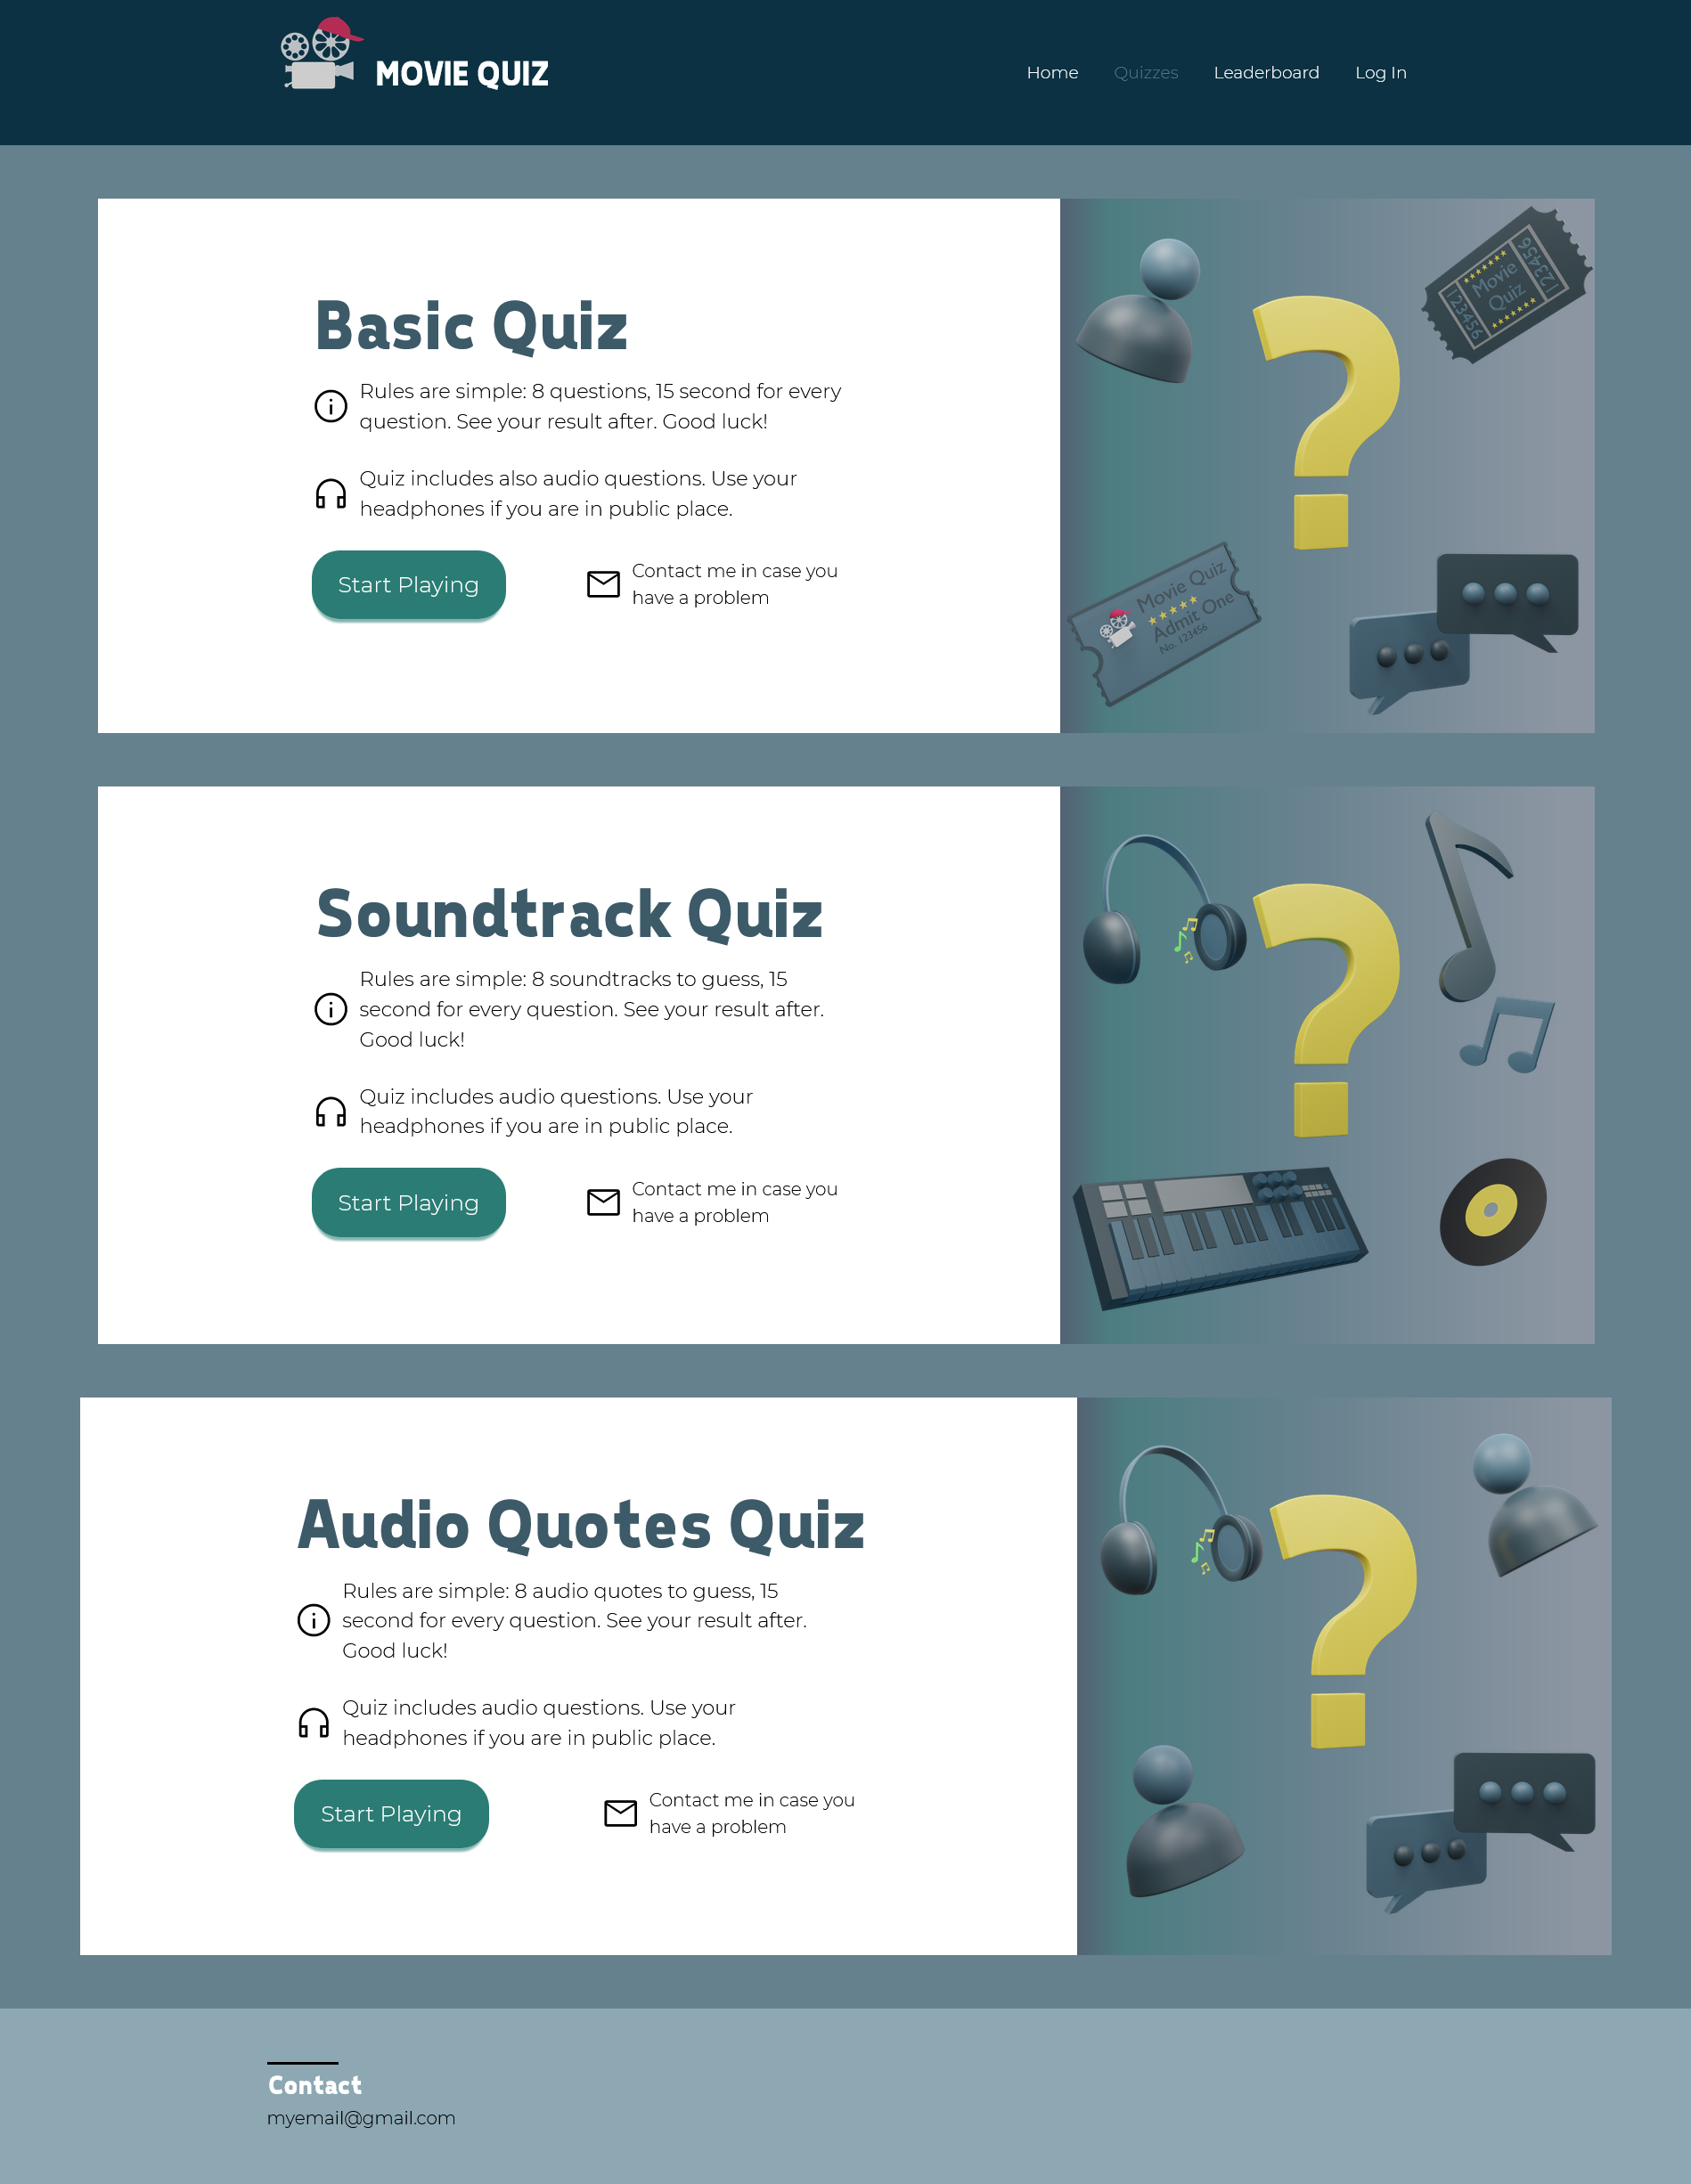 MOVIE QUIZ
Home
Quizzes
Leaderboard
Log In
Basic Quiz
Rules are simple: 8 questions, 15 second for every
question. See your result after. Good luck!
Quiz includes also audio questions. Use your
headphones if you are in public place.
Start Playing
Contact me in case you
have a problem
123456
Movie
Quiz
123456
Movie Quiz
Admit One
No. 123456
Soundtrack Quiz
Rules are simple: 8 soundtracks to guess, 15
second for every question. See your result after.
Good luck!
Quiz includes audio questions. Use your
headphones if you are in public place.
Start Playing
Contact me in case you
have a problem
Audio Quotes Quiz
Rules are simple: 8 audio quotes to guess, 15
second for every question. See your result after.
Good luck!
Quiz includes audio questions. Use your
headphones if you are in public place.
Start Playing
Contact me in case you
have a problem
Contact
myemail@gmail.com